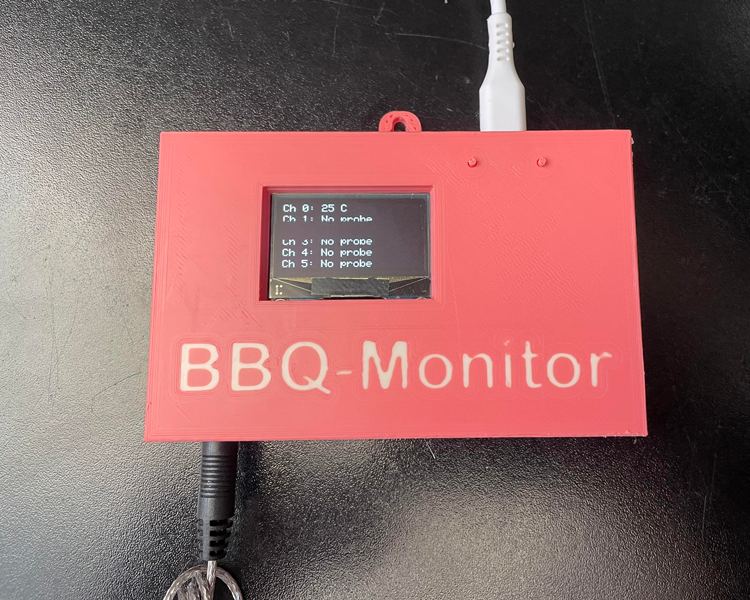 Ch 0: 25 C
Ch 1: No probe
Ch 3: No probe
Ch 4: No probe
Ch 5: No probe
BBQ-Monitor